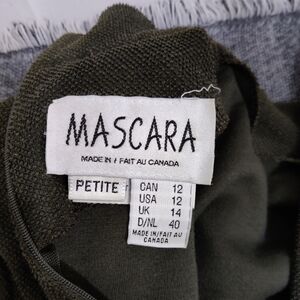 MASCARA
MADE IN / FAIT AU CANADA
PETITE
CAN 12
USA 12
UK 14
D/NL 40
MADE IN/FAIT AU
CANADA